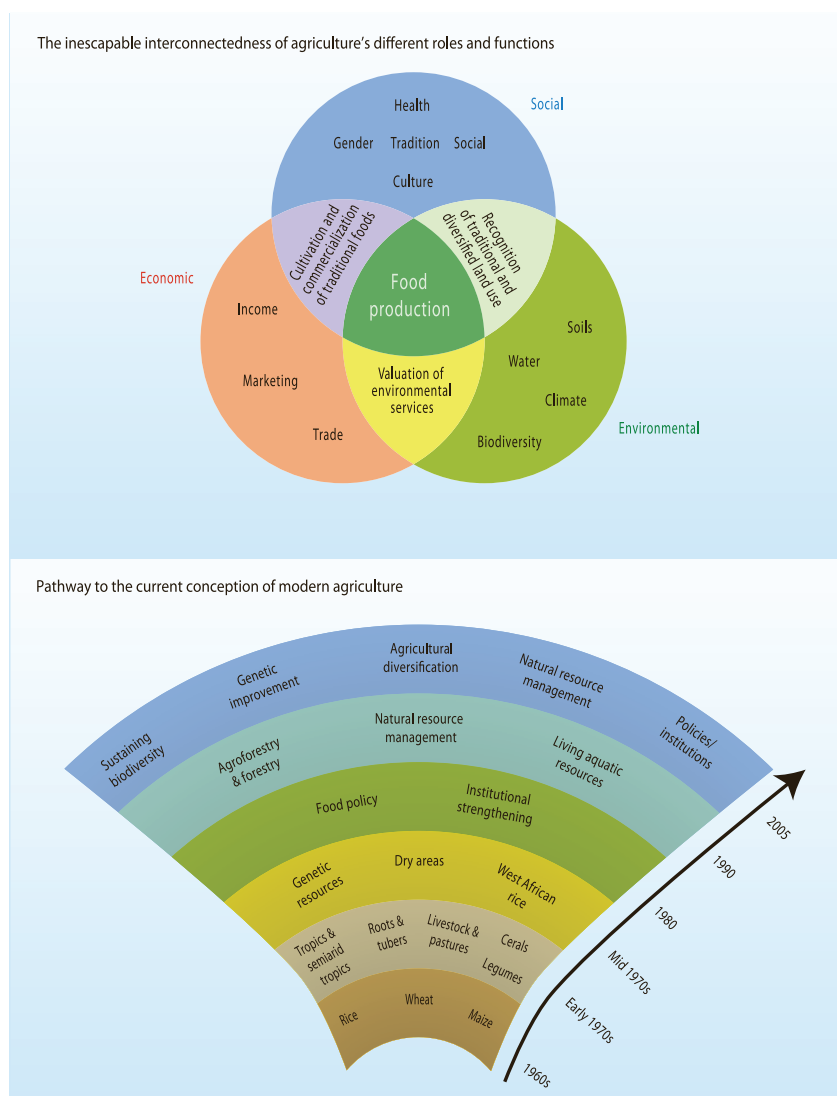 The inescapable interconnectedness of agriculture's different roles and functions
Health
Social
Gender
Tradition
Social
Culture
Cultivation and
commercialization
of traditional foods
Recognition
of traditional and
diversified land use
Economic
Food
production
Income
Soils
Water
Valuation of
environmental
services
Marketing
Climate
Trade
Biodiversity
Environmental
Pathway to the current conception of modern agriculture
Sustaining
biodiversity
Genetic
improvement
Agricultural
diversification
Natural resource
management
Policies/
institutions
Agroforestry
& forestry
Natural resource
management
Living aquatic
resources
Food policy
Institutional
strengthening
Genetic
resources
Dry areas
West African
rice
Tropics &
semiarid
tropics
Roots &
tubers
Livestock &
pastures
Cerals
Legumes
Rice
Wheat
Maize
2005
1990
1980
Mid 1970s
Early 1970s
1960s